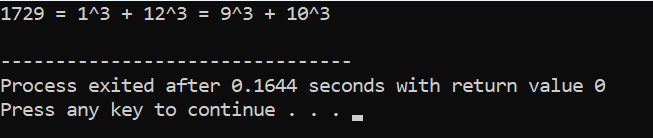 1729 = 1^3 + 12^3 = 9^3 + 10^3
--------------------------------
Process exited after 0.1644 seconds with return value 0
Press any key to continue . . .